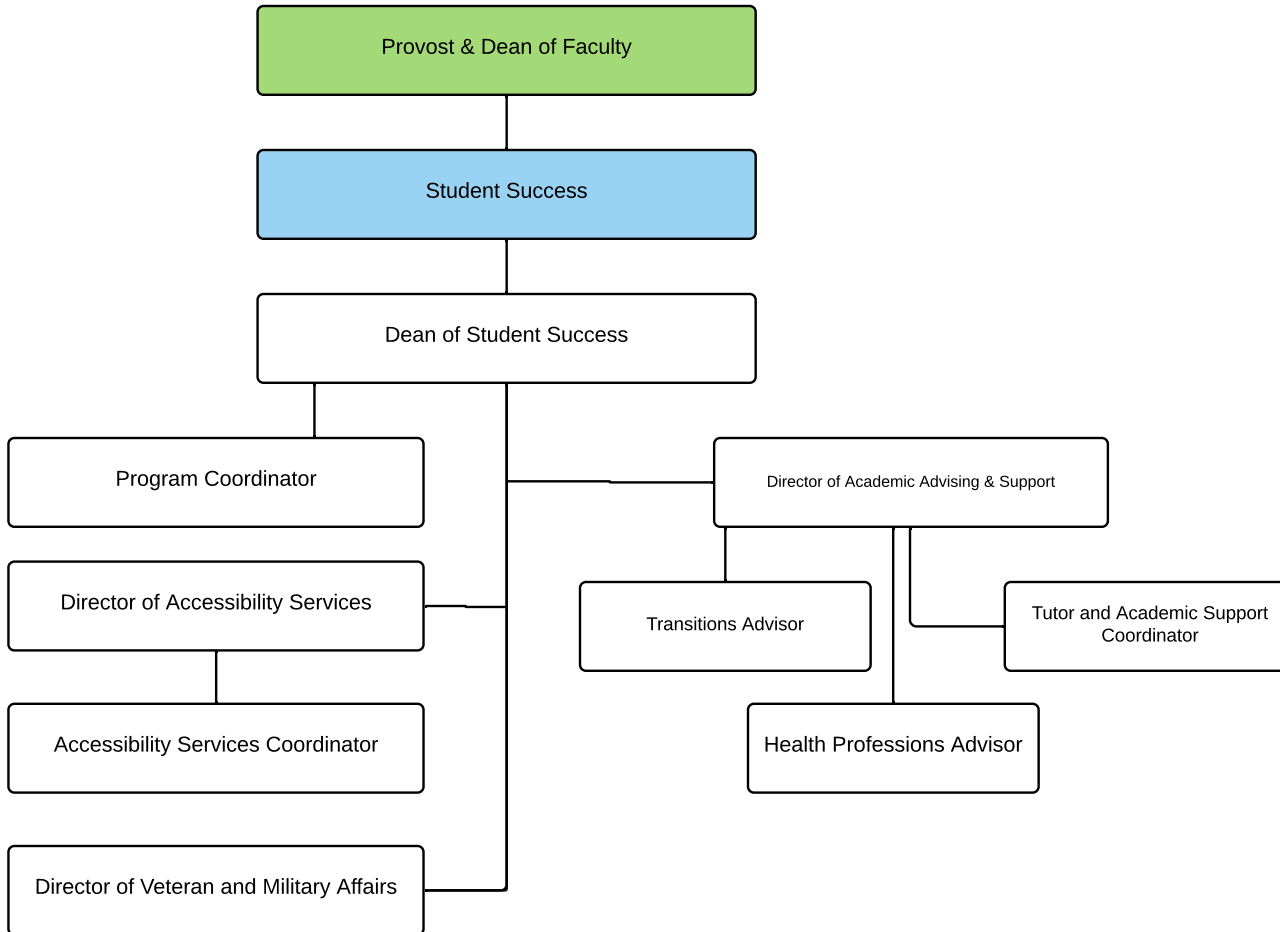 Provost & Dean of Faculty
Student Success
Dean of Student Success
Program Coordinator
Director of Academic Advising & Support
Director of Accessibility Services
Transitions Advisor
Tutor and Academic Support
Coordinator
Accessibility Services Coordinator
Health Professions Advisor
Director of Veteran and Military Affairs